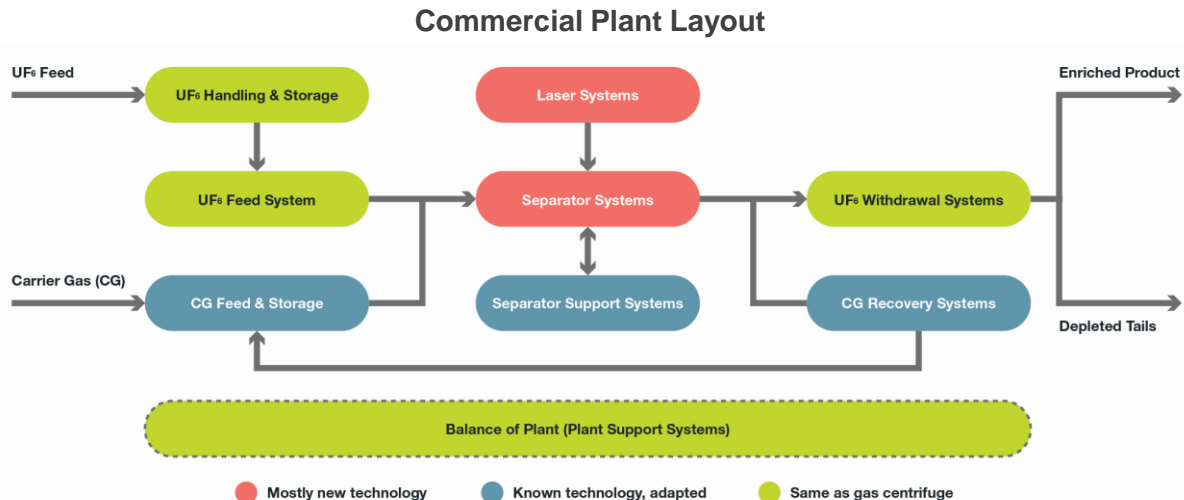 Commercial Plant Layout
UF₆ Feed
UF₆ Handling & Storage
Laser Systems
Enriched Product
UF₆ Feed System
Separator Systems
UF₆ Withdrawal Systems
Carrier Gas (CG)
CG Feed & Storage
Separator Support Systems
CG Recovery Systems
Depleted Tails
Balance of Plant (Plant Support Systems)
Mostly new technology
Known technology, adapted
Same as gas centrifuge